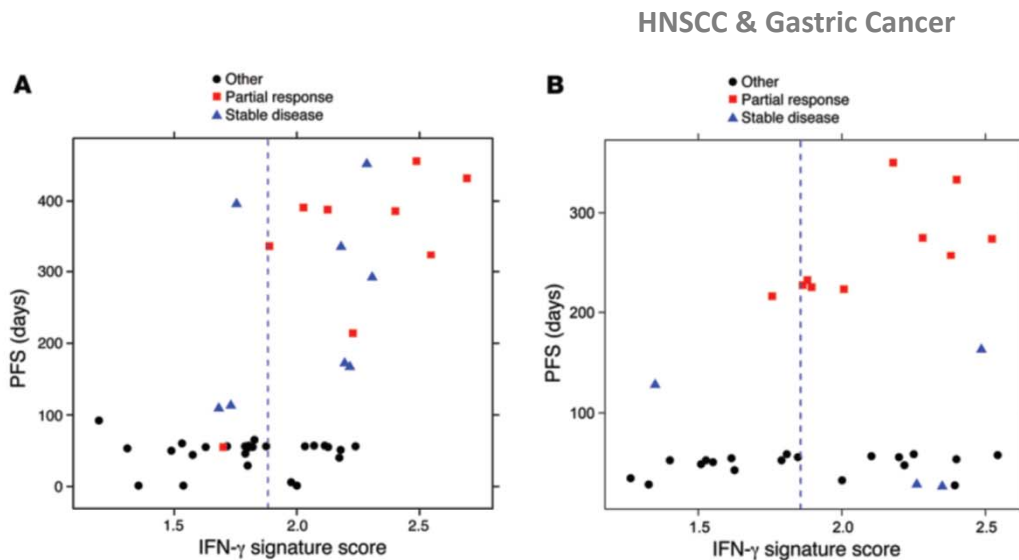 HNSCC & Gastric Cancer
A
Other
Partial response
Stable disease
400
300
200
100
0
PFS (days)
1.5 2.0 2.5
IFN-γ signature score
B
Other
Partial response
Stable disease
300
200
100
PFS (days)
1.5 2.0 2.5
IFN-γ signature score